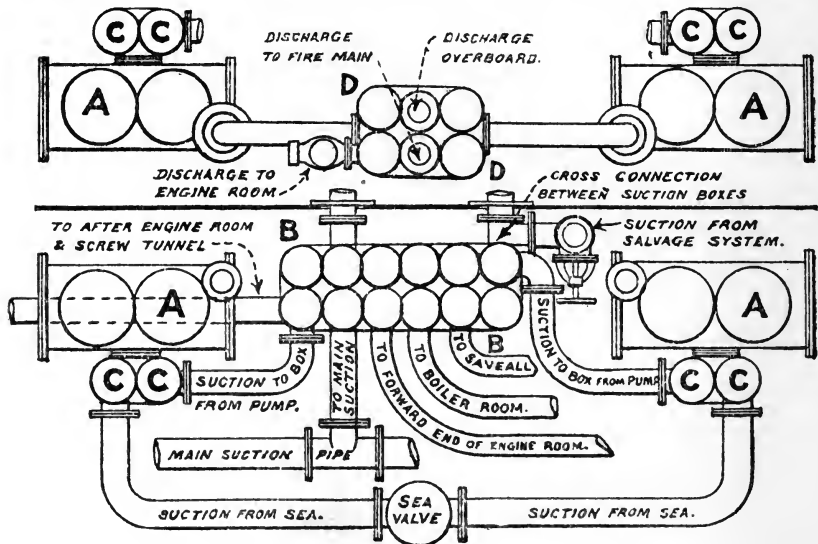 C C
C C
DISCHARGE
TO FIRE MAIN
DISCHARGE
OVERBOARD.
A
D
A
DISCHARGE TO
ENGINE ROOM
D
CROSS CONNECTION
BETWEEN SUCTION BOXES
TO AFTER ENGINE ROOM
& SCREW TUNNEL
B
SUCTION FROM
SALVAGE SYSTEM.
A
A
B
C C
SUCTION TO BOX
FROM PUMP.
TO MAIN
SUCTION
TO FORWARD END OF ENGINE ROOM.
TO BOILER
ROOM.
TO SAVEALL
SUCTION TO BOX FROM PUMP
C C
MAIN SUCTION PIPE
SUCTION FROM SEA.
SEA
VALVE
SUCTION FROM SEA.